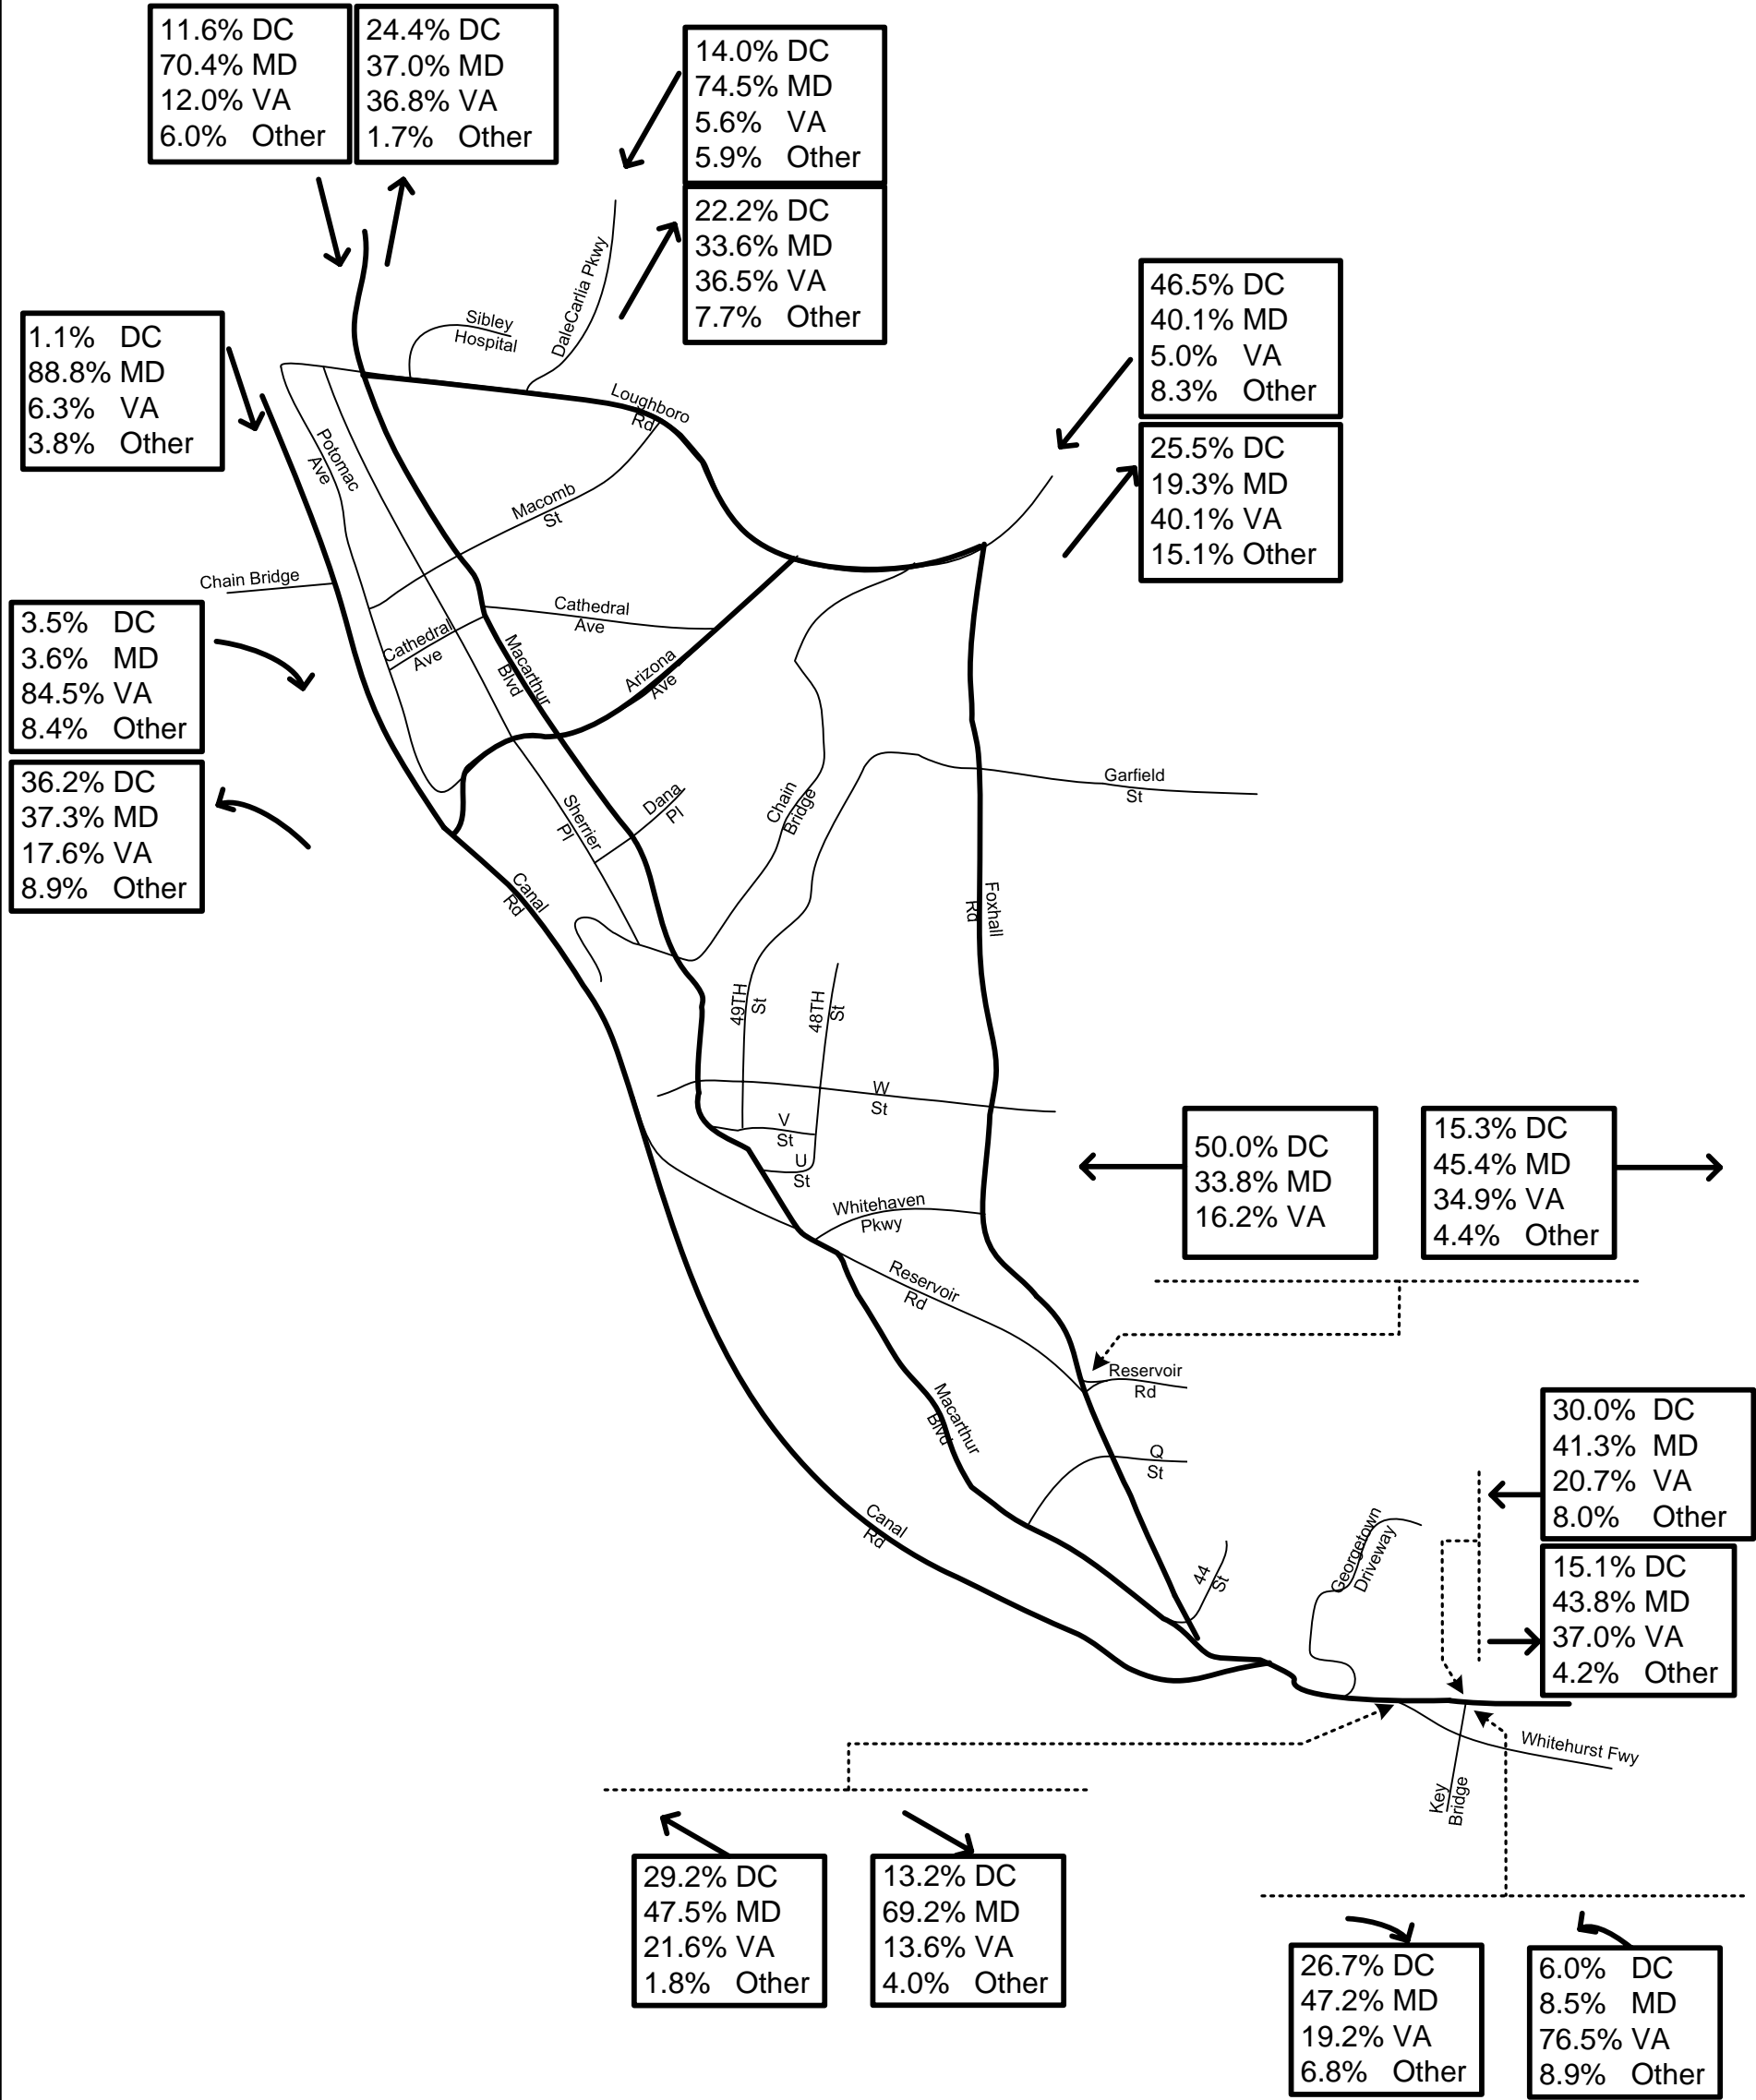 11.6% DC
70.4% MD
12.0% VA
6.0% Other
24.4% DC
37.0% MD
36.8% VA
1.7% Other
14.0% DC
74.5% MD
5.6% VA
5.9% Other
22.2% DC
33.6% MD
36.5% VA
7.7% Other
46.5% DC
40.1% MD
5.0% VA
8.3% Other
25.5% DC
19.3% MD
40.1% VA
15.1% Other
1.1% DC
88.8% MD
6.3% VA
3.8% Other
Sibley
Hospital
DaleCarlia Pkwy
Loughboro
Rd
Potomac
Ave
Macomb
St
Chain Bridge
3.5% DC
3.6% MD
84.5% VA
8.4% Other
36.2% DC
37.3% MD
17.6% VA
8.9% Other
Cathedral
Ave
Cathedral
Ave
Macarthur
Blvd
Arizona
Ave
Garfield
St
Sherrier
Pl
Dana
Pl
Chain
Bridge
Canal
Rd
Foxhall
Rd
49TH
St
48TH
St
W
St
V
St
U
St
50.0% DC
33.8% MD
16.2% VA
15.3% DC
45.4% MD
34.9% VA
4.4% Other
Whitehaven
Pkwy
Reservoir
Rd
Reservoir
Rd
Macarthur
Blvd
Q
St
30.0% DC
41.3% MD
20.7% VA
8.0% Other
15.1% DC
43.8% MD
37.0% VA
4.2% Other
Canal
Rd
44
St
Georgetown
Driveway
Whitehurst Fwy
Key
Bridge
29.2% DC
47.5% MD
21.6% VA
1.8% Other
13.2% DC
69.2% MD
13.6% VA
4.0% Other
26.7% DC
47.2% MD
19.2% VA
6.8% Other
6.0% DC
8.5% MD
76.5% VA
8.9% Other